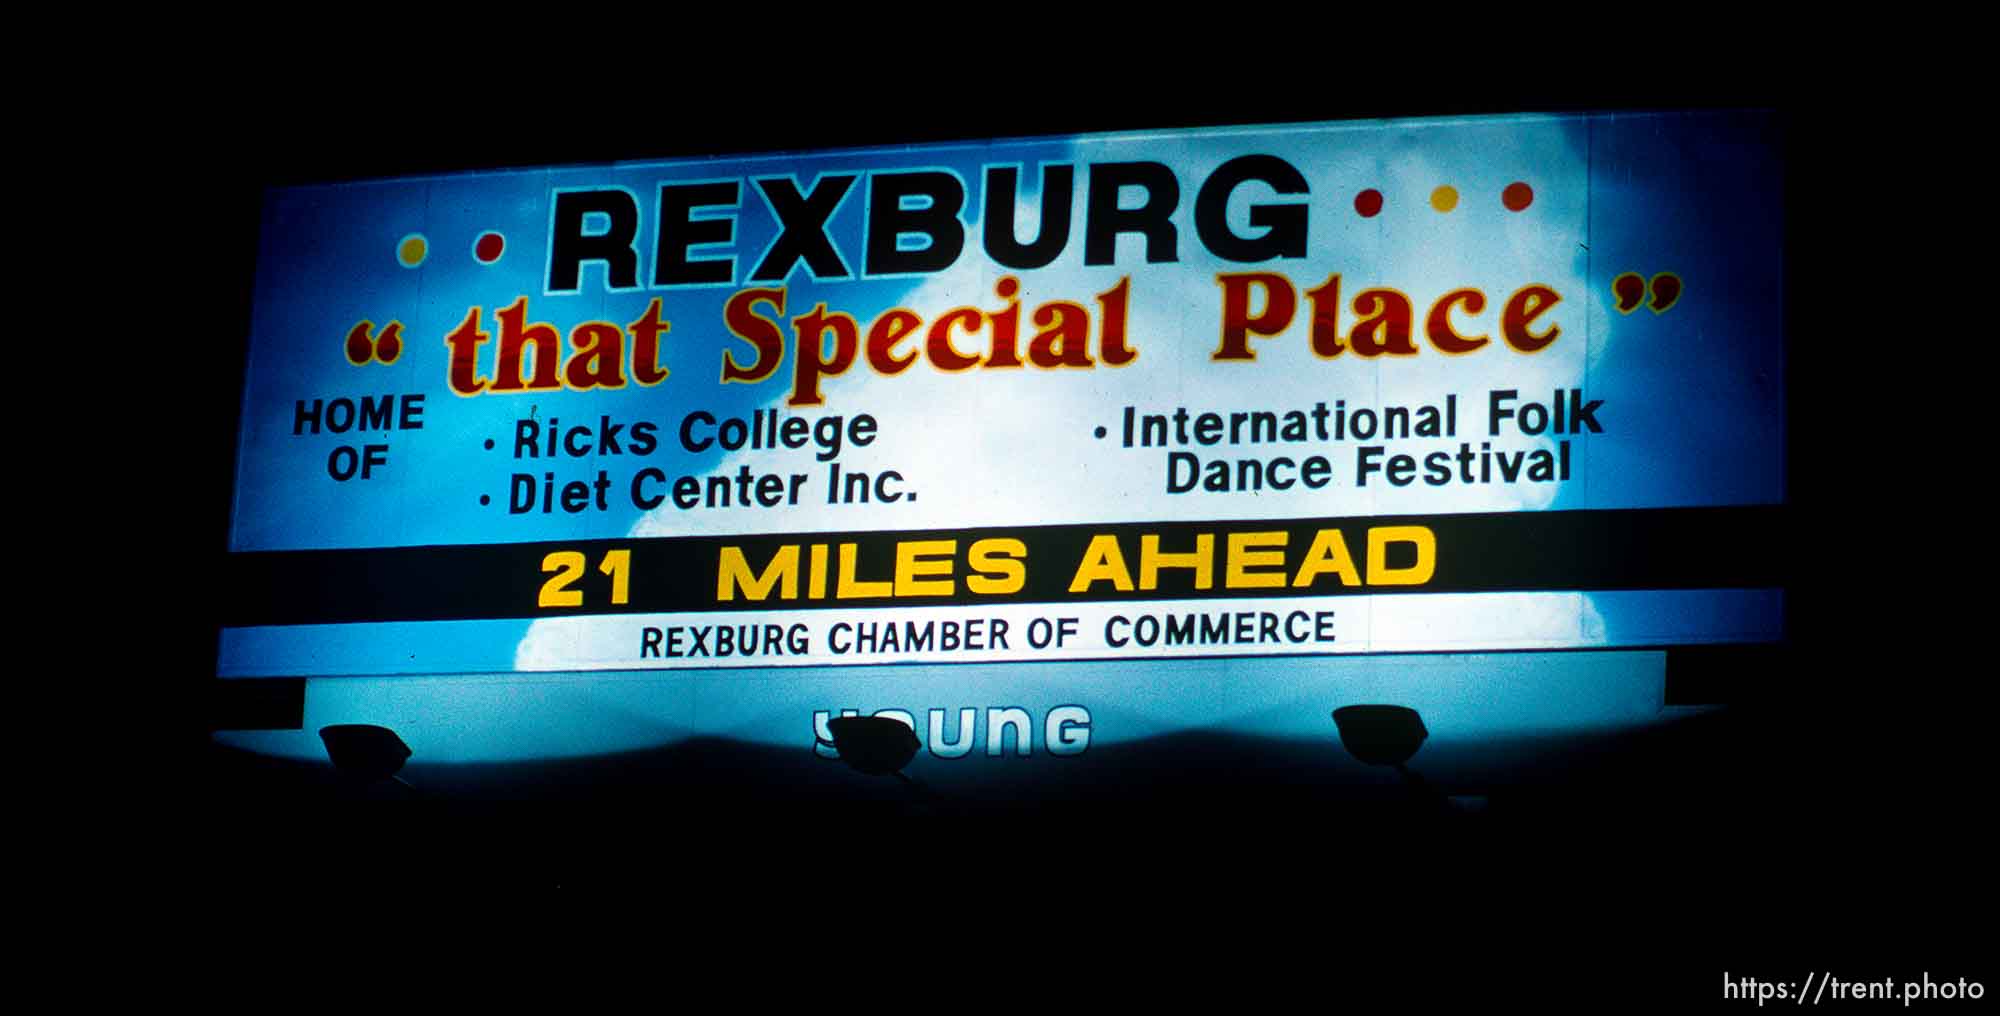 REXBURG
“that Special Place”
HOME
OF
• Ricks College
• Diet Center Inc.
• International Folk
Dance Festival
21 MILES AHEAD
REXBURG CHAMBER OF COMMERCE
YOUNG
https://trent.photo